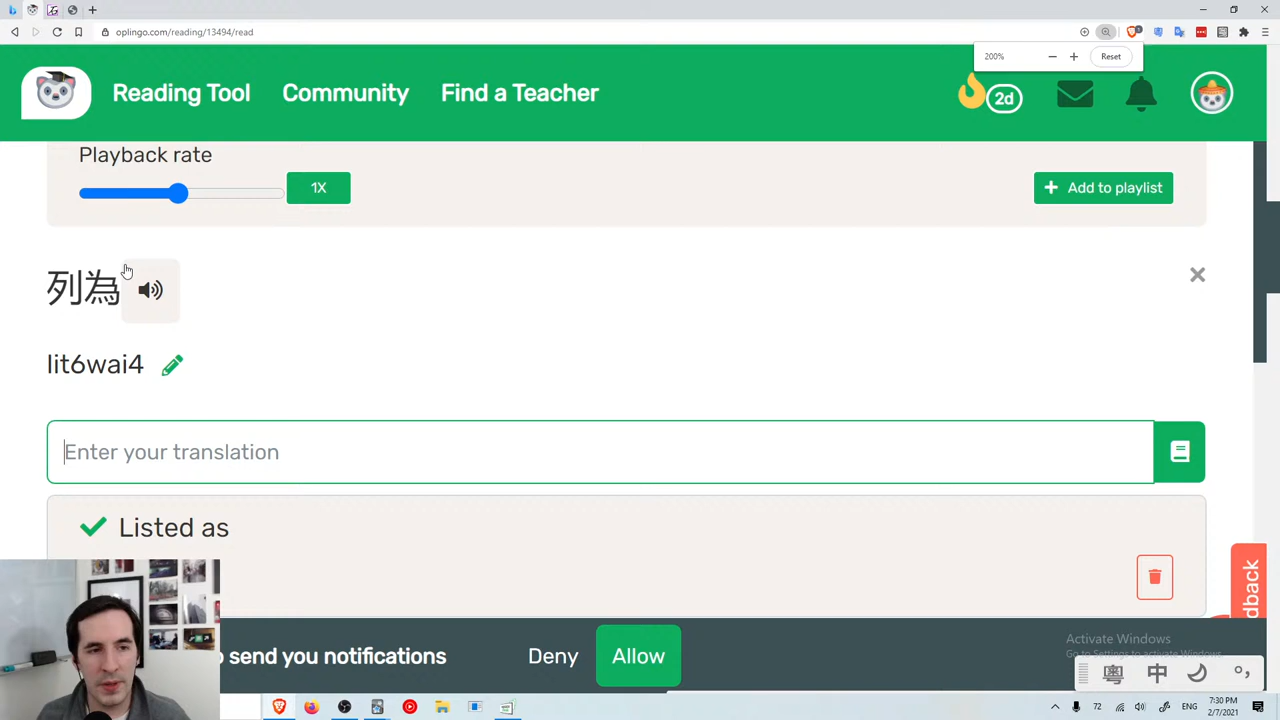 oplingo.com/reading/13494/read
200%
Reset
Reading Tool
Community
Find a Teacher
2d
Playback rate
1X
Add to playlist
列為
lit6wai4
Enter your translation
Listed as
send you notifications
Deny
Allow
dback
Activate Windows
Go to Settings to activate Windows.
粵 中
72
ENG
7:30 PM
2/7/2021